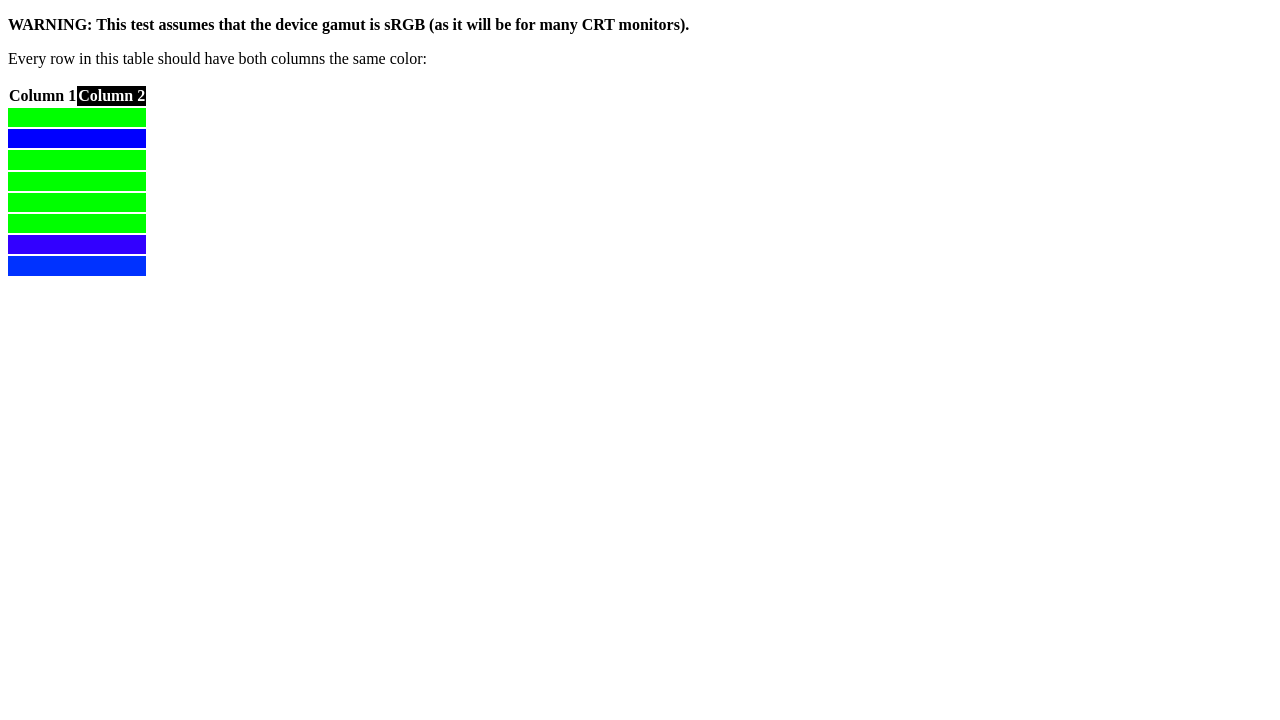 WARNING: This test assumes that the device gamut is sRGB (as it will be for many CRT monitors).
Every row in this table should have both columns the same color:
Column 1 Column 2